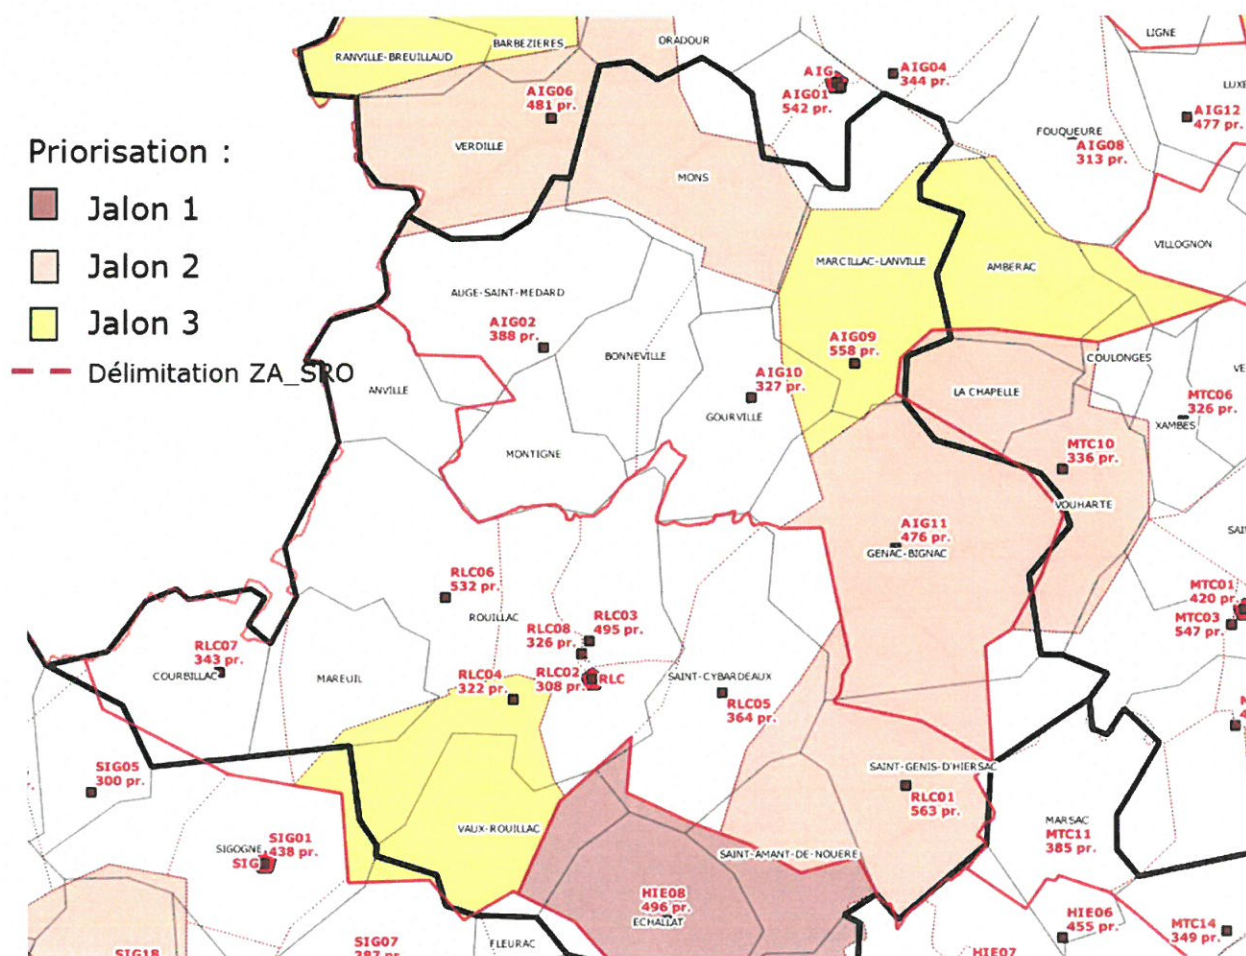 RANVILLE-BREUILLAUD
BARBEZIERES
ORADOUR
LIGNE
AIG
AIG01
542 pr.
AIG04
344 pr.
AIG06
481 pr.
AIG12
477 pr.
FOUQUEURE
AIG08
313 pr.
VERDILLE
MONS
Priorisation :
Jalon 1
Jalon 2
Jalon 3
Délimitation ZA_SRO
VILLOGNON
MARCILLAC-LANVILLE
AMBERAC
AUGE-SAINT-MEDARD
AIG02
388 pr.
BONNEVILLE
AIG09
558 pr.
COULONGES
ANVILLE
AIG10
327 pr.
GOURVILLE
LA CHAPELLE
MTC06
326 pr.
XAMBES
MONTIGNE
MTC10
336 pr.
VOUHARTE
AIG11
476 pr.
GENAC-BIGNAC
RLC06
532 pr.
ROUILLAC
RLC03
495 pr.
RLC08
326 pr.
MTC01
420 pr.
MTC03
547 pr.
RLC07
343 pr.
COURBILLAC
MAREUIL
RLC04
322 pr.
RLC02
308 pr.
RLC
SAINT-CYBARDEAUX
RLC05
364 pr.
SIG05
300 pr.
SAINT-GENIS-D'HIERSAC
RLC01
563 pr.
VAUX-ROUILLAC
MARSAC
MTC11
385 pr.
SIGOGNE
SIG01
438 pr.
SIG
SAINT-AMANT-DE-NOUERE
HIE08
496 pr.
ECHALLAT
HIE06
455 pr.
MTC14
349 pr.
SIG18
SIG07
387 pr.
FLEURAC
HIE07